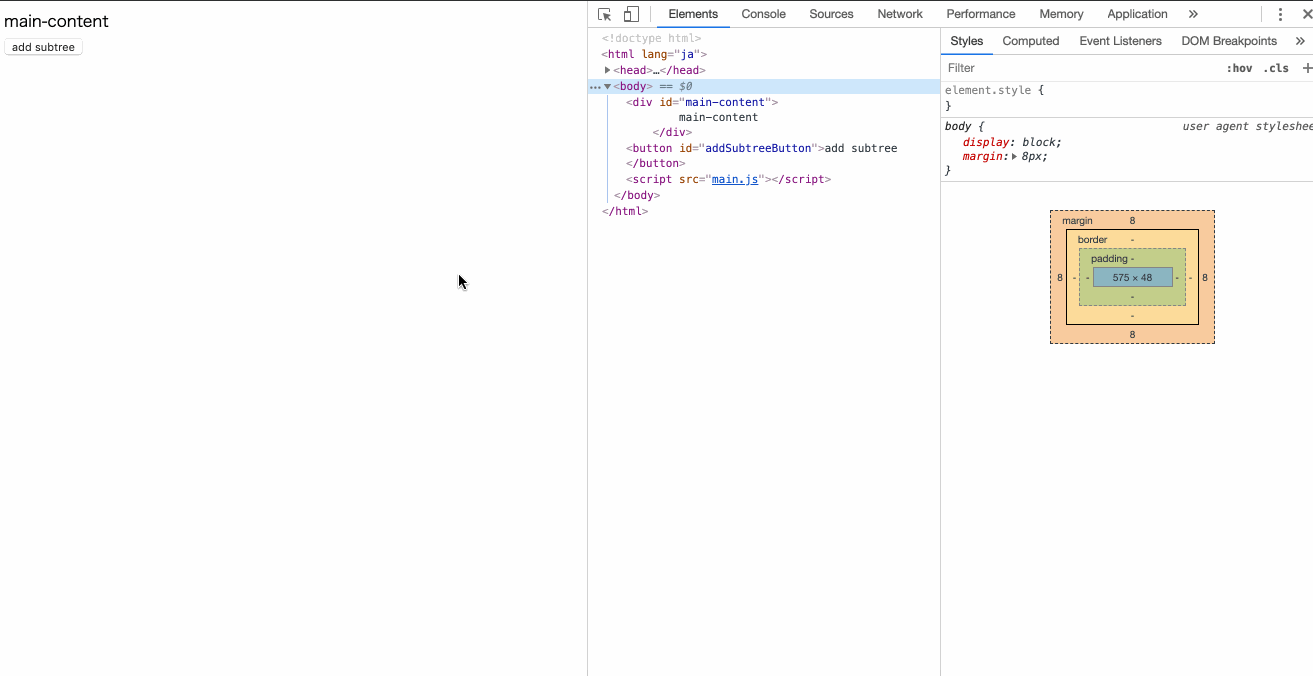 main-content
add subtree
Elements Console Sources Network Performance Memory Application »
<!doctype html>
<html lang="ja">
▶<head>…</head>
… ▼<body> == $0
<div id="main-content">
main-content
</div>
<button id="addSubtreeButton">add subtree
</button>
<script src="main.js"></script>
</body>
</html>
Styles Computed Event Listeners DOM Breakpoints »
Filter :hov .cls +
element.style {
}
body { user agent styleshee
display: block;
margin:▶ 8px;
}
margin 8
border -
padding -
8 - - 575 × 48 - - 8
-
-
8